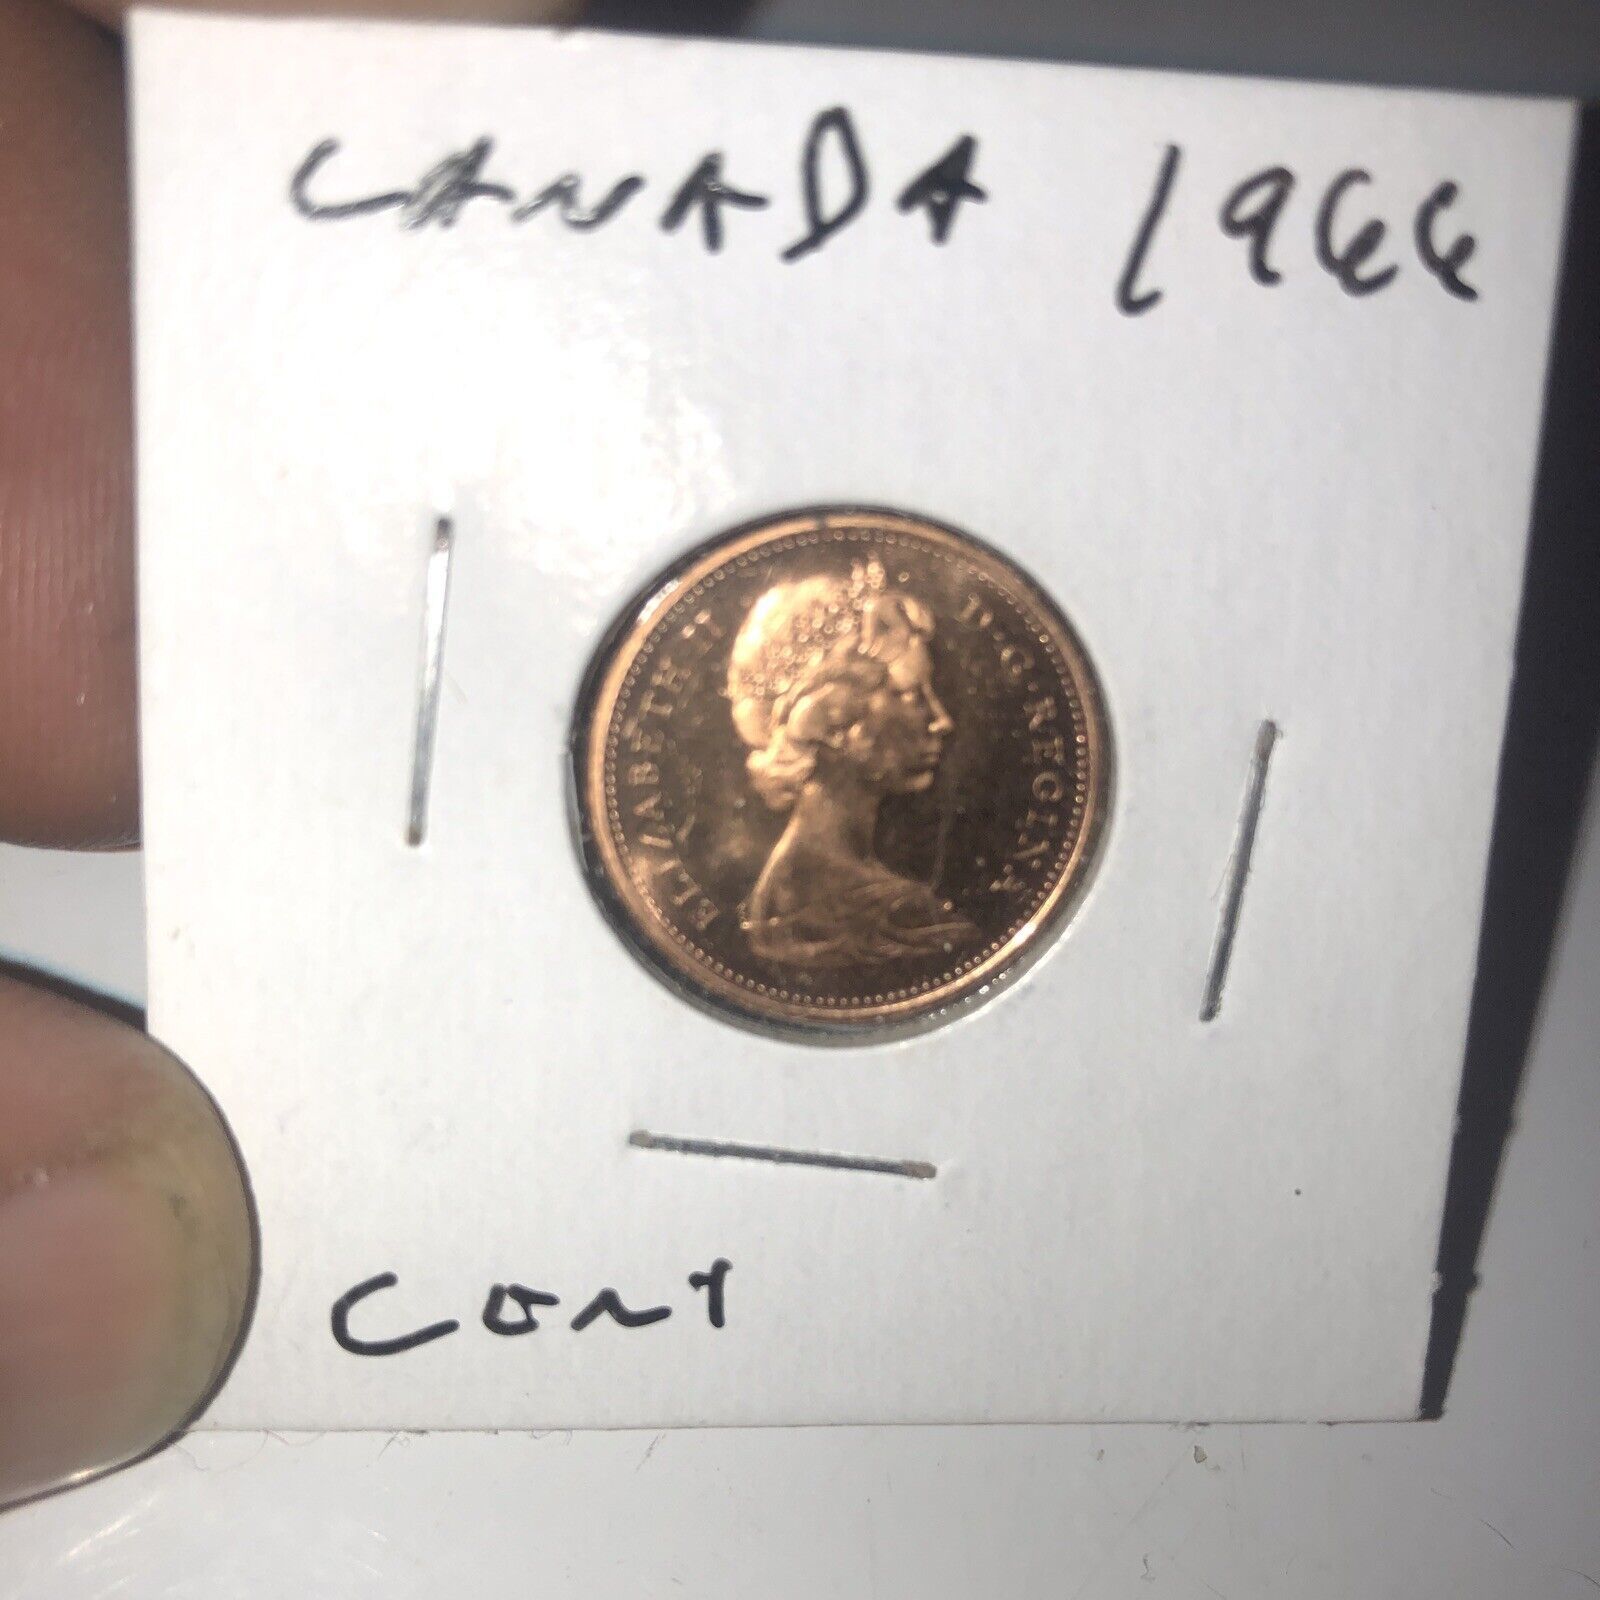 CANADA 1966
ELIZABETH II D·G·REGINA
CENT